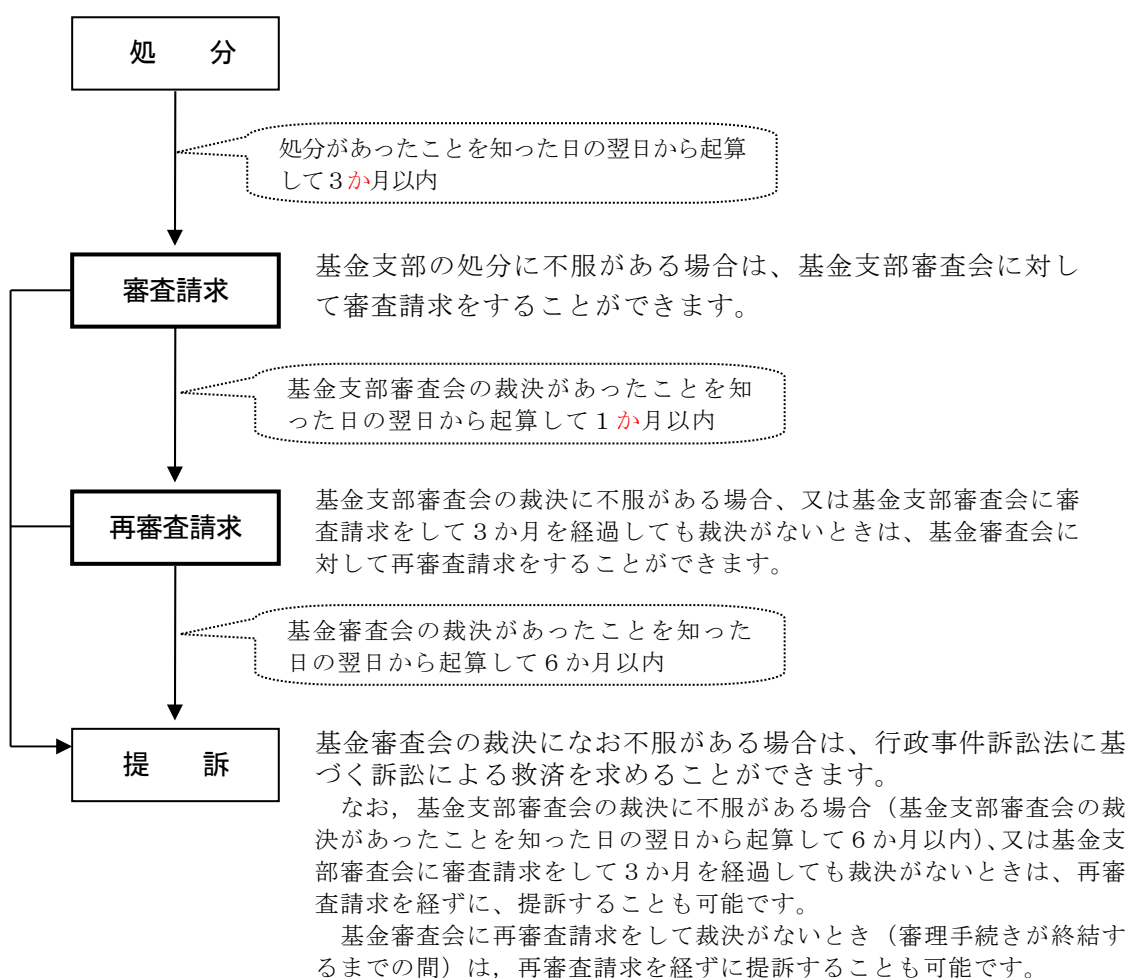 処　　分
処分があったことを知った日の翌日から起算
して３か月以内
審査請求
基金支部の処分に不服がある場合は、基金支部審査会に対し
て審査請求をすることができます。
基金支部審査会の裁決があったことを知
った日の翌日から起算して１か月以内
再審査請求
基金支部審査会の裁決に不服がある場合、又は基金支部審査会に審
査請求をして３か月を経過しても裁決がないときは、基金審査会に
対して再審査請求をすることができます。
基金審査会の裁決があったことを知った
日の翌日から起算して６か月以内
提　　訴
基金審査会の裁決になお不服がある場合は、行政事件訴訟法に基
づく訴訟による救済を求めることができます。
　なお，基金支部審査会の裁決に不服がある場合（基金支部審査会の裁
決があったことを知った日の翌日から起算して６か月以内）、又は基金支
部審査会に審査請求をして３か月を経過しても裁決がないときは、再審
査請求を経ずに、提訴することも可能です。
　基金審査会に再審査請求をして裁決がないとき（審理手続きが終結す
るまでの間）は，再審査請求を経ずに提訴することも可能です。